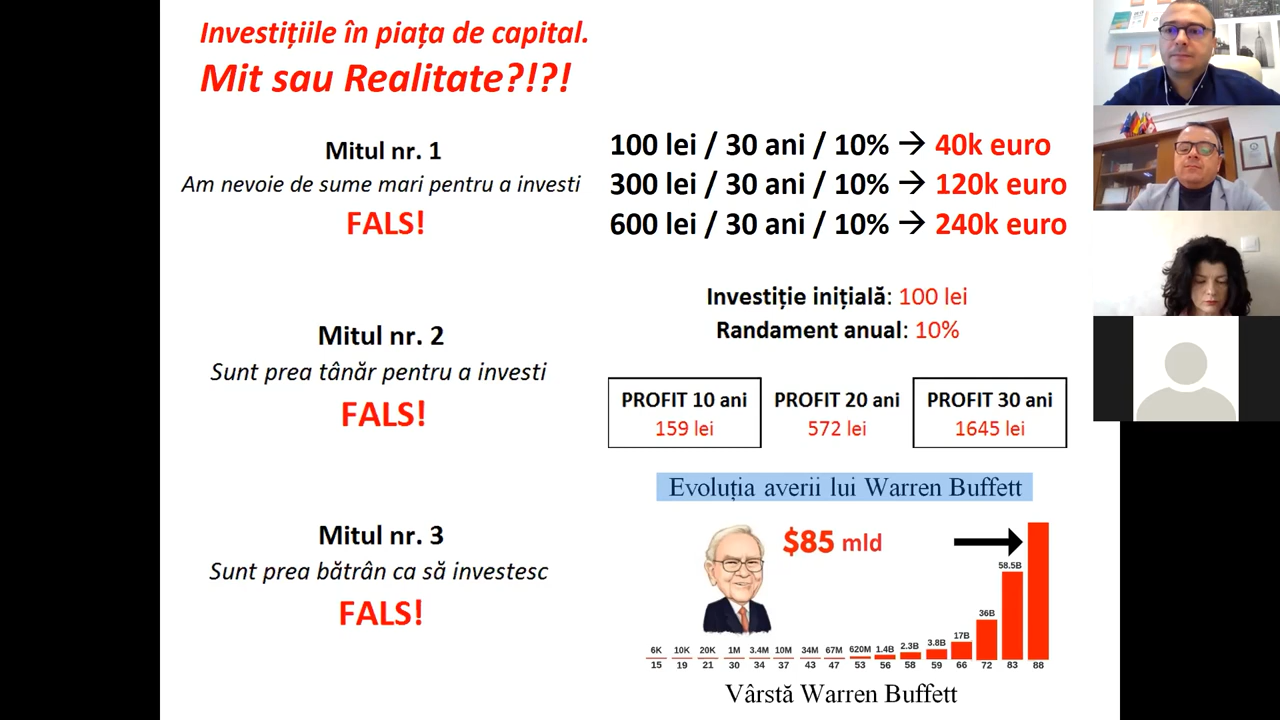 Investițiile în piața de capital.
Mit sau Realitate?!?!
Mitul nr. 1
Am nevoie de sume mari pentru a investi
FALS!
100 lei / 30 ani / 10% → 40k euro
300 lei / 30 ani / 10% → 120k euro
600 lei / 30 ani / 10% → 240k euro
Investiție inițială: 100 lei
Randament anual: 10%
Mitul nr. 2
Sunt prea tânăr pentru a investi
FALS!
PROFIT 10 ani PROFIT 20 ani PROFIT 30 ani
159 lei 572 lei 1645 lei
Mitul nr. 3
Sunt prea bătrân ca să investesc
FALS!
Evoluția averii lui Warren Buffett
$85 mld
6K 10K 20K 1M 3.4M 10M 34M 67M 620M 1.4B 2.3B 3.8B 17B 36B 58.5B
15 19 21 30 34 37 43 47 53 56 58 59 66 72 83 88
Vârstă Warren Buffett